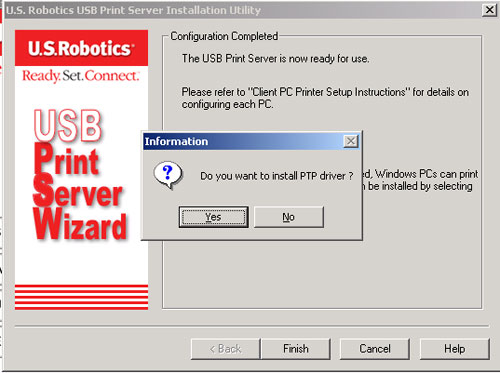 U.S. Robotics USB Print Server Installation Utility
U.S.Robotics
Ready. Set. Connect.
USB
Print
Server
Wizard
Configuration Completed
The USB Print Server is now ready for use.
Please refer to "Client PC Printer Setup Instructions" for details on
configuring each PC.
Information
Do you want to install PTP driver ?
Yes
No
ed, Windows PCs can print
n be installed by selecting
< Back
Finish
Cancel
Help